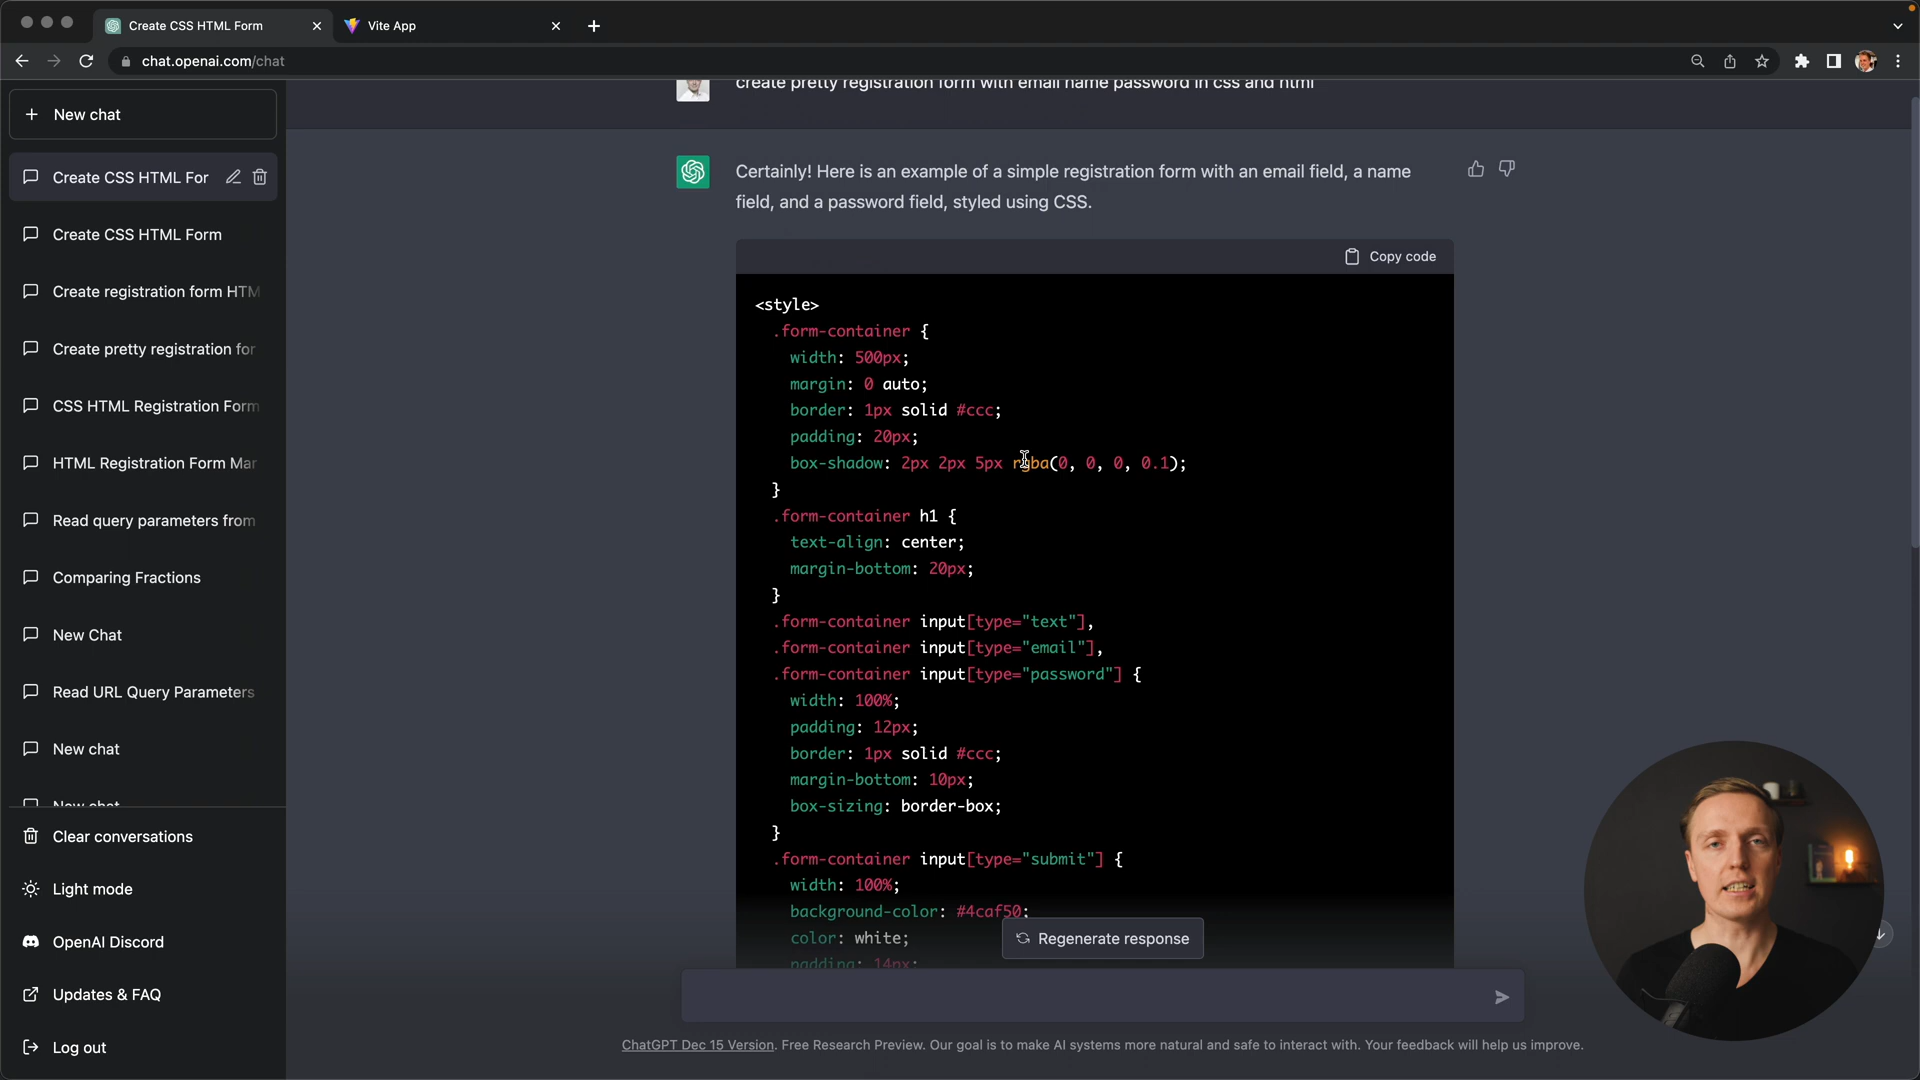 Create CSS HTML Form
Vite App
chat.openai.com/chat
New chat
Create CSS HTML For
Create CSS HTML Form
Create registration form HTM
Create pretty registration for
CSS HTML Registration Form
HTML Registration Form Mar
Read query parameters from
Comparing Fractions
New Chat
Read URL Query Parameters
New chat
New chat
Clear conversations
Light mode
OpenAI Discord
Updates & FAQ
Log out
create pretty registration form with email name password in css and html
Certainly! Here is an example of a simple registration form with an email field, a name
field, and a password field, styled using CSS.
Copy code
<style>
.form-container {
width: 500px;
margin: 0 auto;
border: 1px solid #ccc;
padding: 20px;
box-shadow: 2px 2px 5px rgba(0, 0, 0, 0.1);
}
.form-container h1 {
text-align: center;
margin-bottom: 20px;
}
.form-container input[type="text"],
.form-container input[type="email"],
.form-container input[type="password"] {
width: 100%;
padding: 12px;
border: 1px solid #ccc;
margin-bottom: 10px;
box-sizing: border-box;
}
.form-container input[type="submit"] {
width: 100%;
background-color: #4caf50;
color: white;
padding: 14px;
Regenerate response
ChatGPT Dec 15 Version. Free Research Preview. Our goal is to make AI systems more natural and safe to interact with. Your feedback will help us improve.